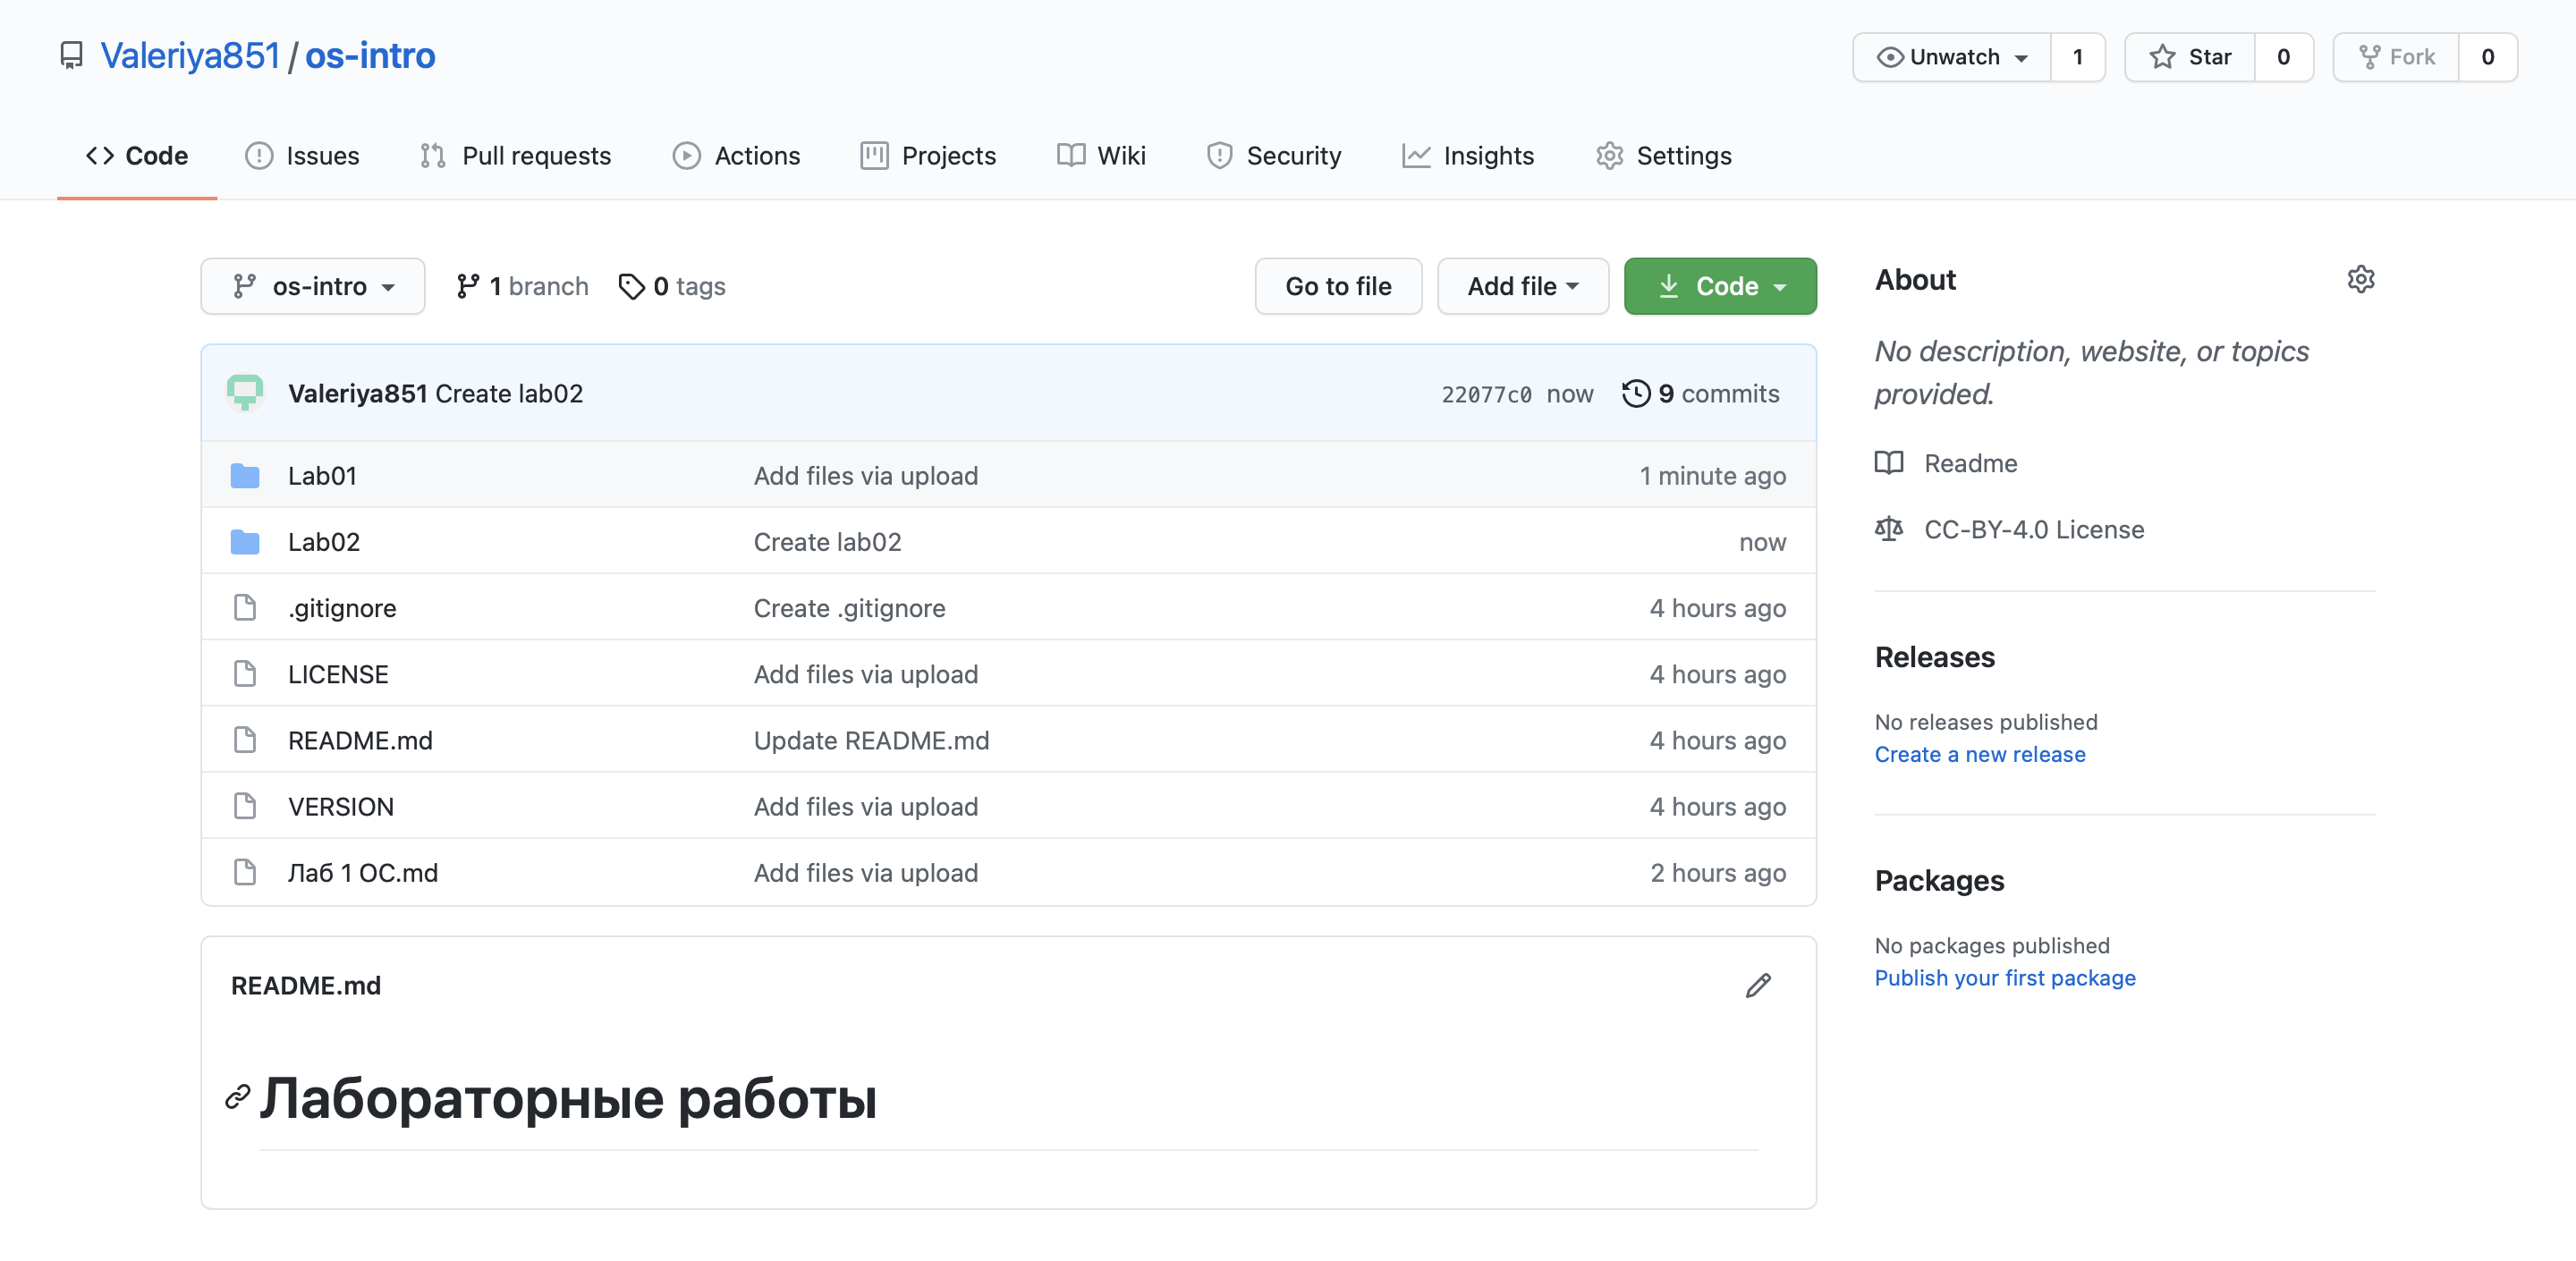 Valeriya851 / os-intro
Unwatch 1 Star 0 Fork 0
Code Issues Pull requests Actions Projects Wiki Security Insights Settings
os-intro 1 branch 0 tags Go to file Add file Code
Valeriya851 Create lab02 22077c0 now 9 commits
Lab01 Add files via upload 1 minute ago
Lab02 Create lab02 now
.gitignore Create .gitignore 4 hours ago
LICENSE Add files via upload 4 hours ago
README.md Update README.md 4 hours ago
VERSION Add files via upload 4 hours ago
Лаб 1 ОС.md Add files via upload 2 hours ago
README.md
Лабораторные работы
About
No description, website, or topics
provided.
Readme
CC-BY-4.0 License
Releases
No releases published
Create a new release
Packages
No packages published
Publish your first package